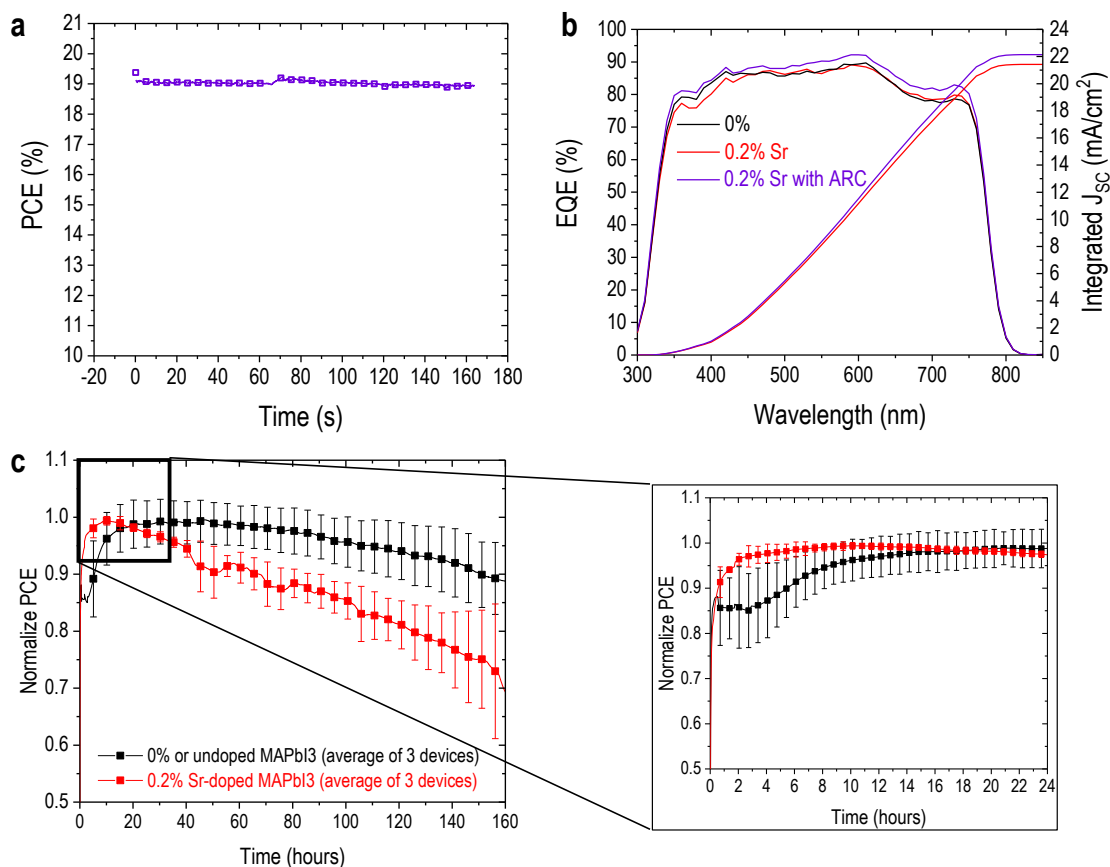 a
PCE (%)
21
20
19
18
17
16
15
14
13
12
11
10
-20 0 20 40 60 80 100 120 140 160 180
Time (s)
b
EQE (%)
100
90
80
70
60
50
40
30
20
10
0
0%
0.2% Sr
0.2% Sr with ARC
24
22
20
18
16
14
12
10
8
6
4
2
0
Integrated JSC (mA/cm²)
300 400 500 600 700 800
Wavelength (nm)
c
Normalize PCE
1.1
1.0
0.9
0.8
0.7
0.6
0.5
0% or undoped MAPbI3 (average of 3 devices)
0.2% Sr-doped MAPbI3 (average of 3 devices)
0 20 40 60 80 100 120 140 160
Time (hours)
Normalize PCE
1.1
1.0
0.9
0.8
0.7
0.6
0.5
0 2 4 6 8 10 12 14 16 18 20 22 24
Time (hours)